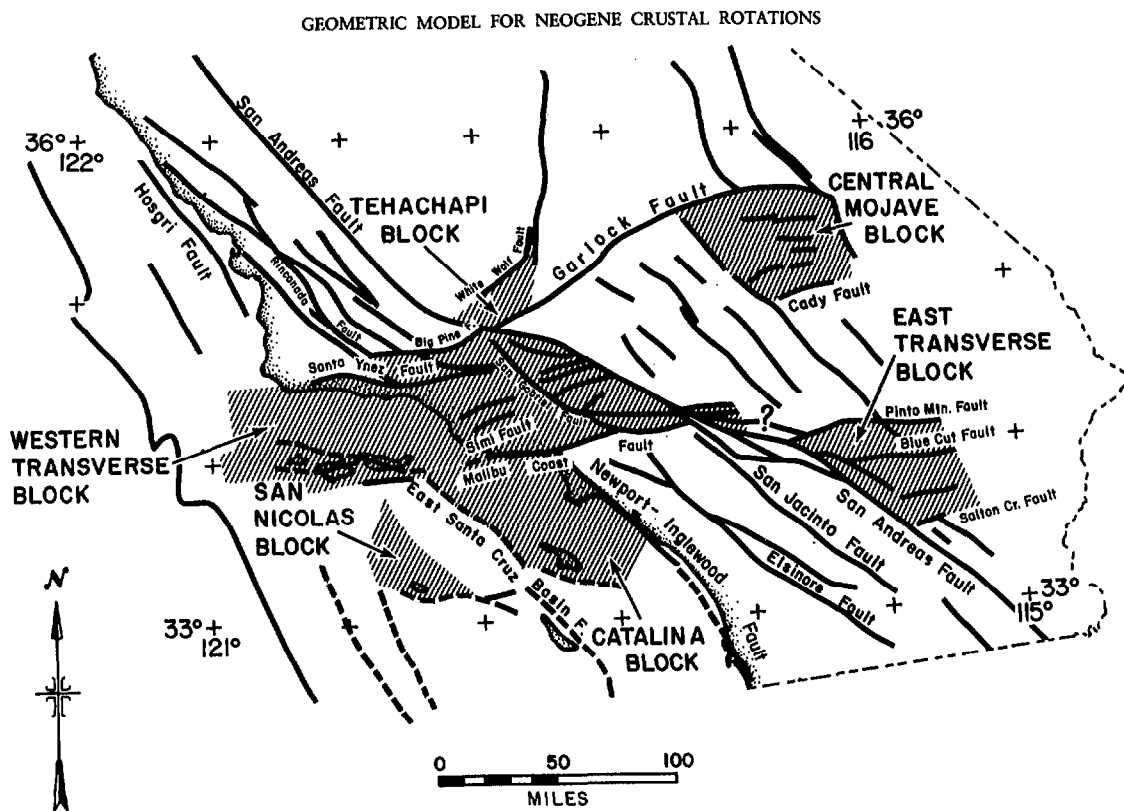 GEOMETRIC MODEL FOR NEOGENE CRUSTAL ROTATIONS
36°
122°
116
36°
San Andreas Fault
Hosgri Fault
TEHACHAPI
BLOCK
White Wolf Fault
Garlock Fault
CENTRAL
MOJAVE
BLOCK
Rinconada Fault
Big Pine
Cady Fault
EAST
TRANSVERSE
BLOCK
Santa Ynez Fault
San Gabriel Fault
Pinto Mtn. Fault
?
Blue Cut Fault
WESTERN
TRANSVERSE
BLOCK
Simi Fault
Malibu Coast Fault
SAN
NICOLAS
BLOCK
East Santa Cruz Basin F.
Newport-Inglewood Fault
San Jacinto Fault
San Andreas Fault
Salton Cr. Fault
Elsinore Fault
N
33°
121°
33°
115°
CATALINA
BLOCK
0 50 100
MILES